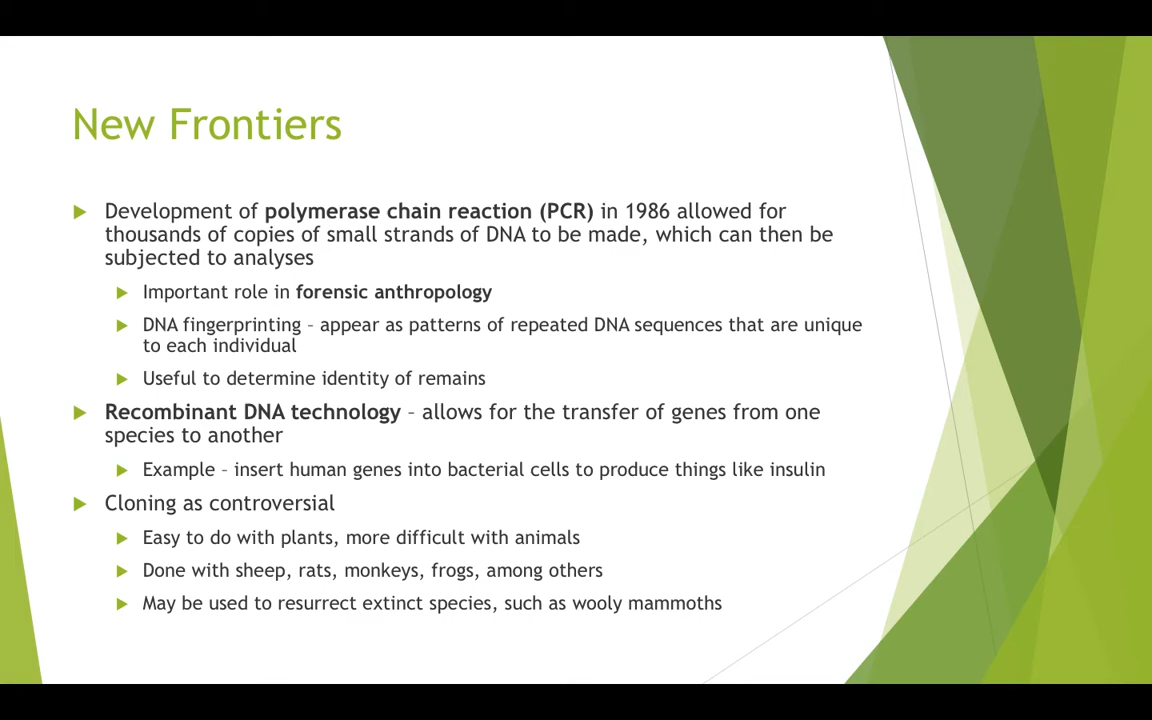 New Frontiers
Development of polymerase chain reaction (PCR) in 1986 allowed for
thousands of copies of small strands of DNA to be made, which can then be
subjected to analyses
Important role in forensic anthropology
DNA fingerprinting – appear as patterns of repeated DNA sequences that are unique
to each individual
Useful to determine identity of remains
Recombinant DNA technology – allows for the transfer of genes from one
species to another
Example – insert human genes into bacterial cells to produce things like insulin
Cloning as controversial
Easy to do with plants, more difficult with animals
Done with sheep, rats, monkeys, frogs, among others
May be used to resurrect extinct species, such as wooly mammoths